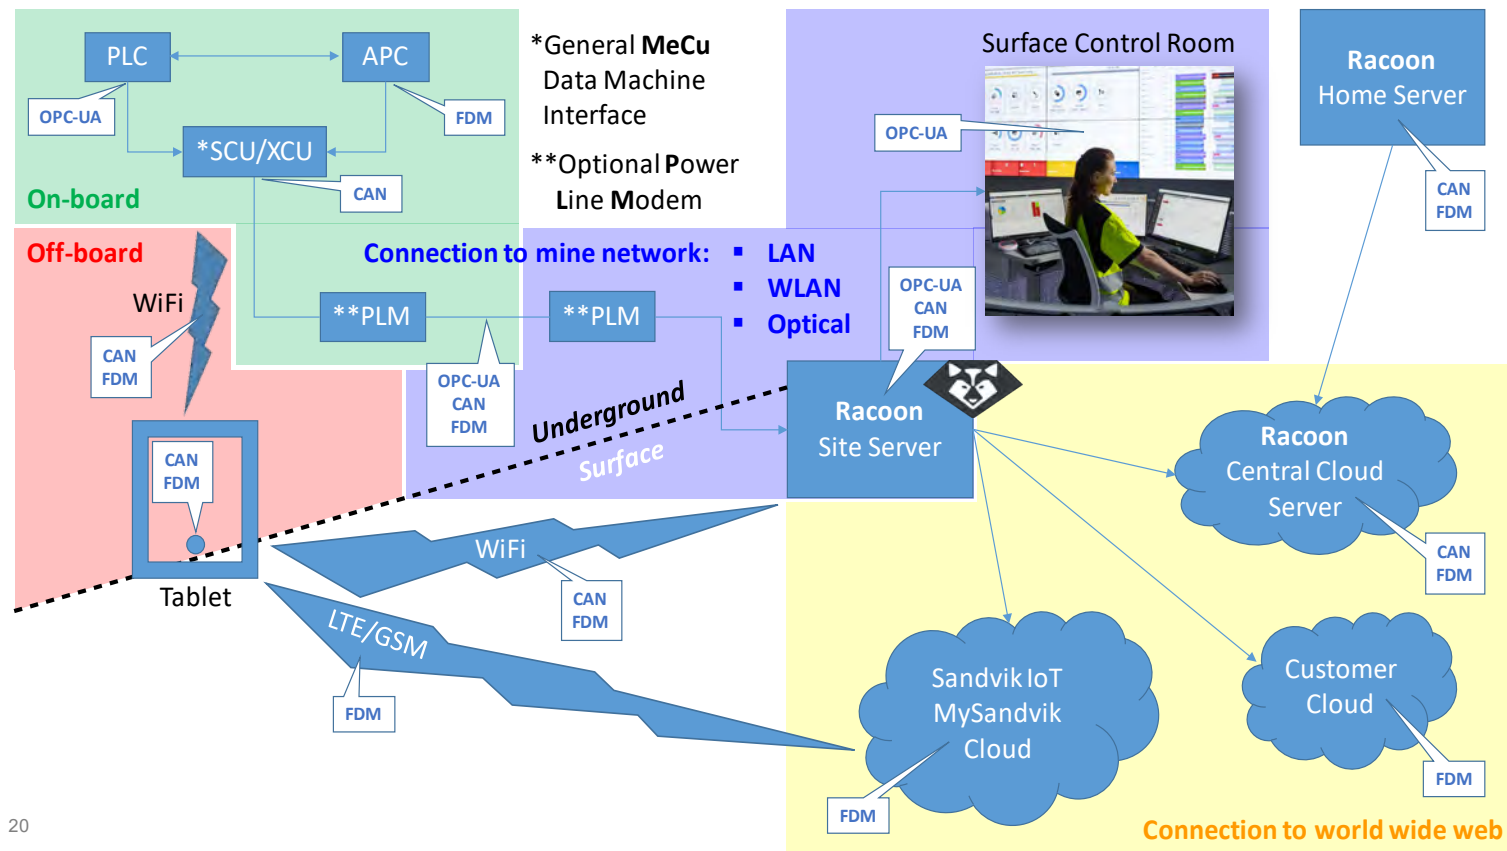 PLC
APC
OPC-UA
FDM
*SCU/XCU
CAN
On-board
*General MeCu
Data Machine
Interface
**Optional Power
Line Modem
Surface Control Room
OPC-UA
Racoon
Home Server
CAN
FDM
Off-board
WiFi
CAN
FDM
Connection to mine network:
▪ LAN
▪ WLAN
▪ Optical
**PLM
**PLM
OPC-UA
CAN
FDM
OPC-UA
CAN
FDM
Underground
Surface
Racoon
Site Server
CAN
FDM
Tablet
WiFi
CAN
FDM
LTE/GSM
FDM
Racoon
Central Cloud
Server
CAN
FDM
Sandvik IoT
MySandvik
Cloud
FDM
Customer
Cloud
FDM
Connection to world wide web
20